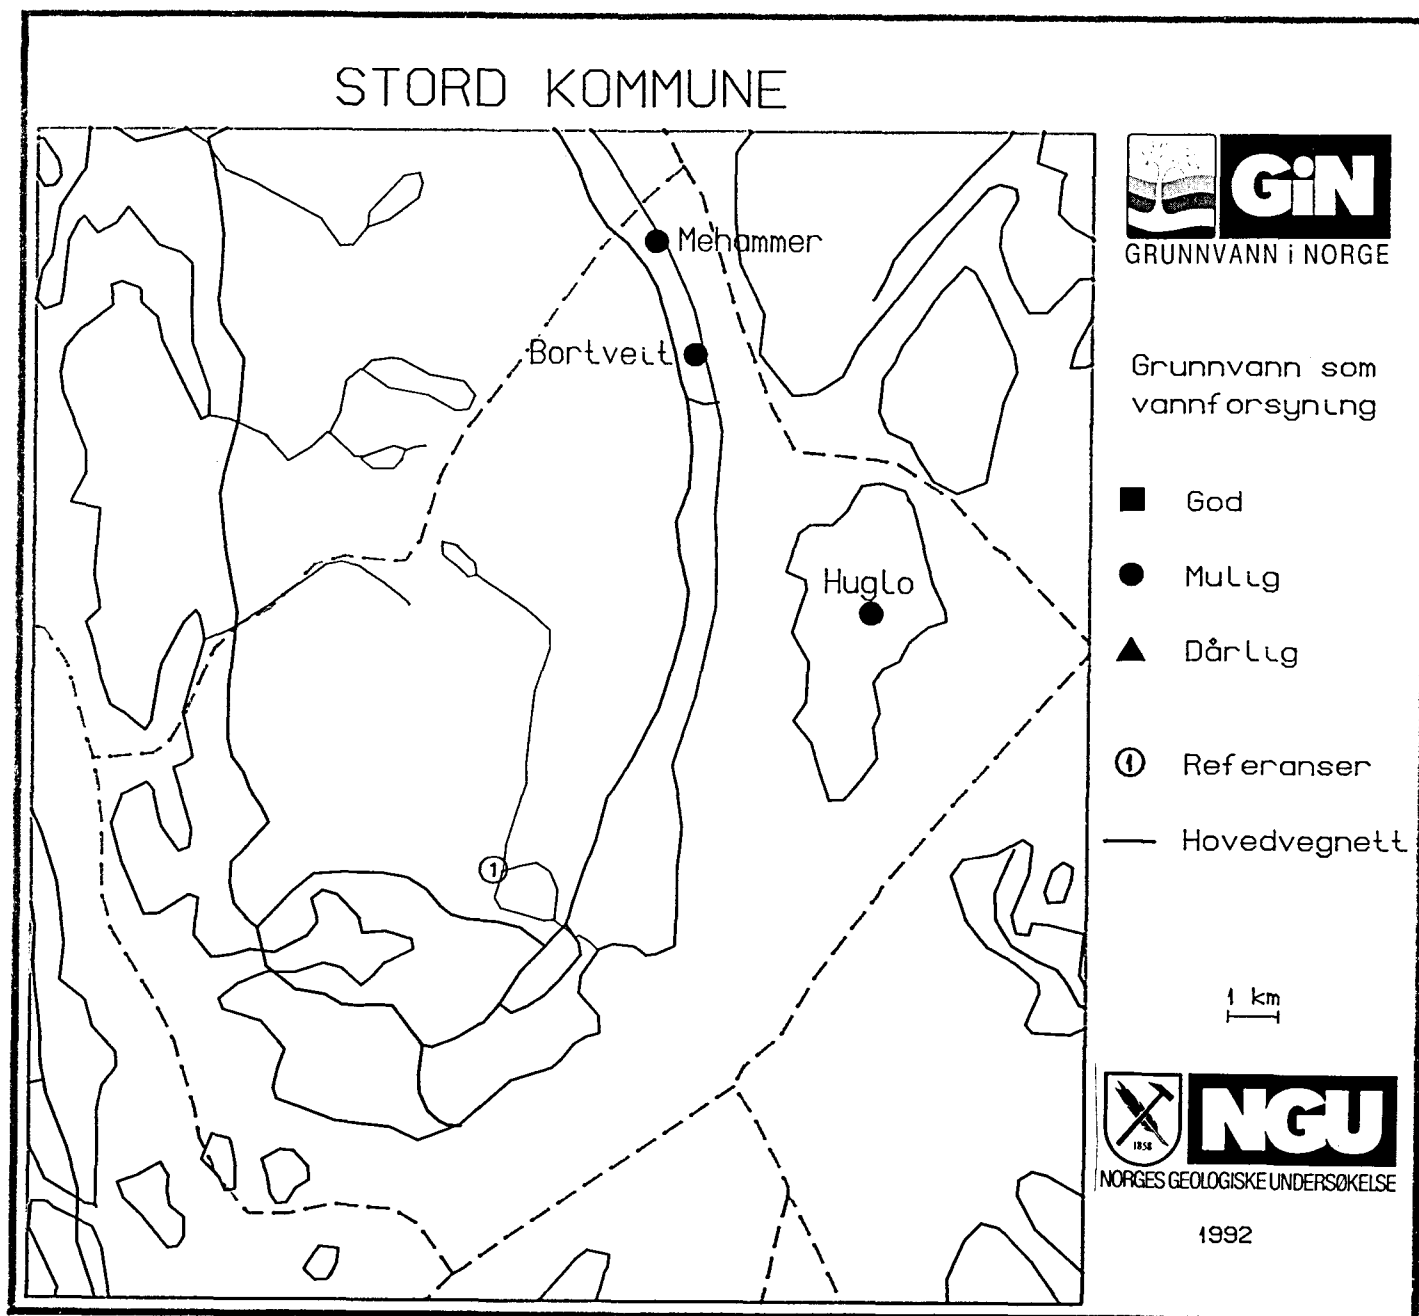 STORD KOMMUNE
GiN
GRUNNVANN i NORGE
Mehammer
Bortveit
Huglo
1
Grunnvann som
vannforsyning
God
Mulig
Dårlig
1 Referanser
Hovedvegnett
1 km
1858
NGU
NORGES GEOLOGISKE UNDERSØKELSE
1992